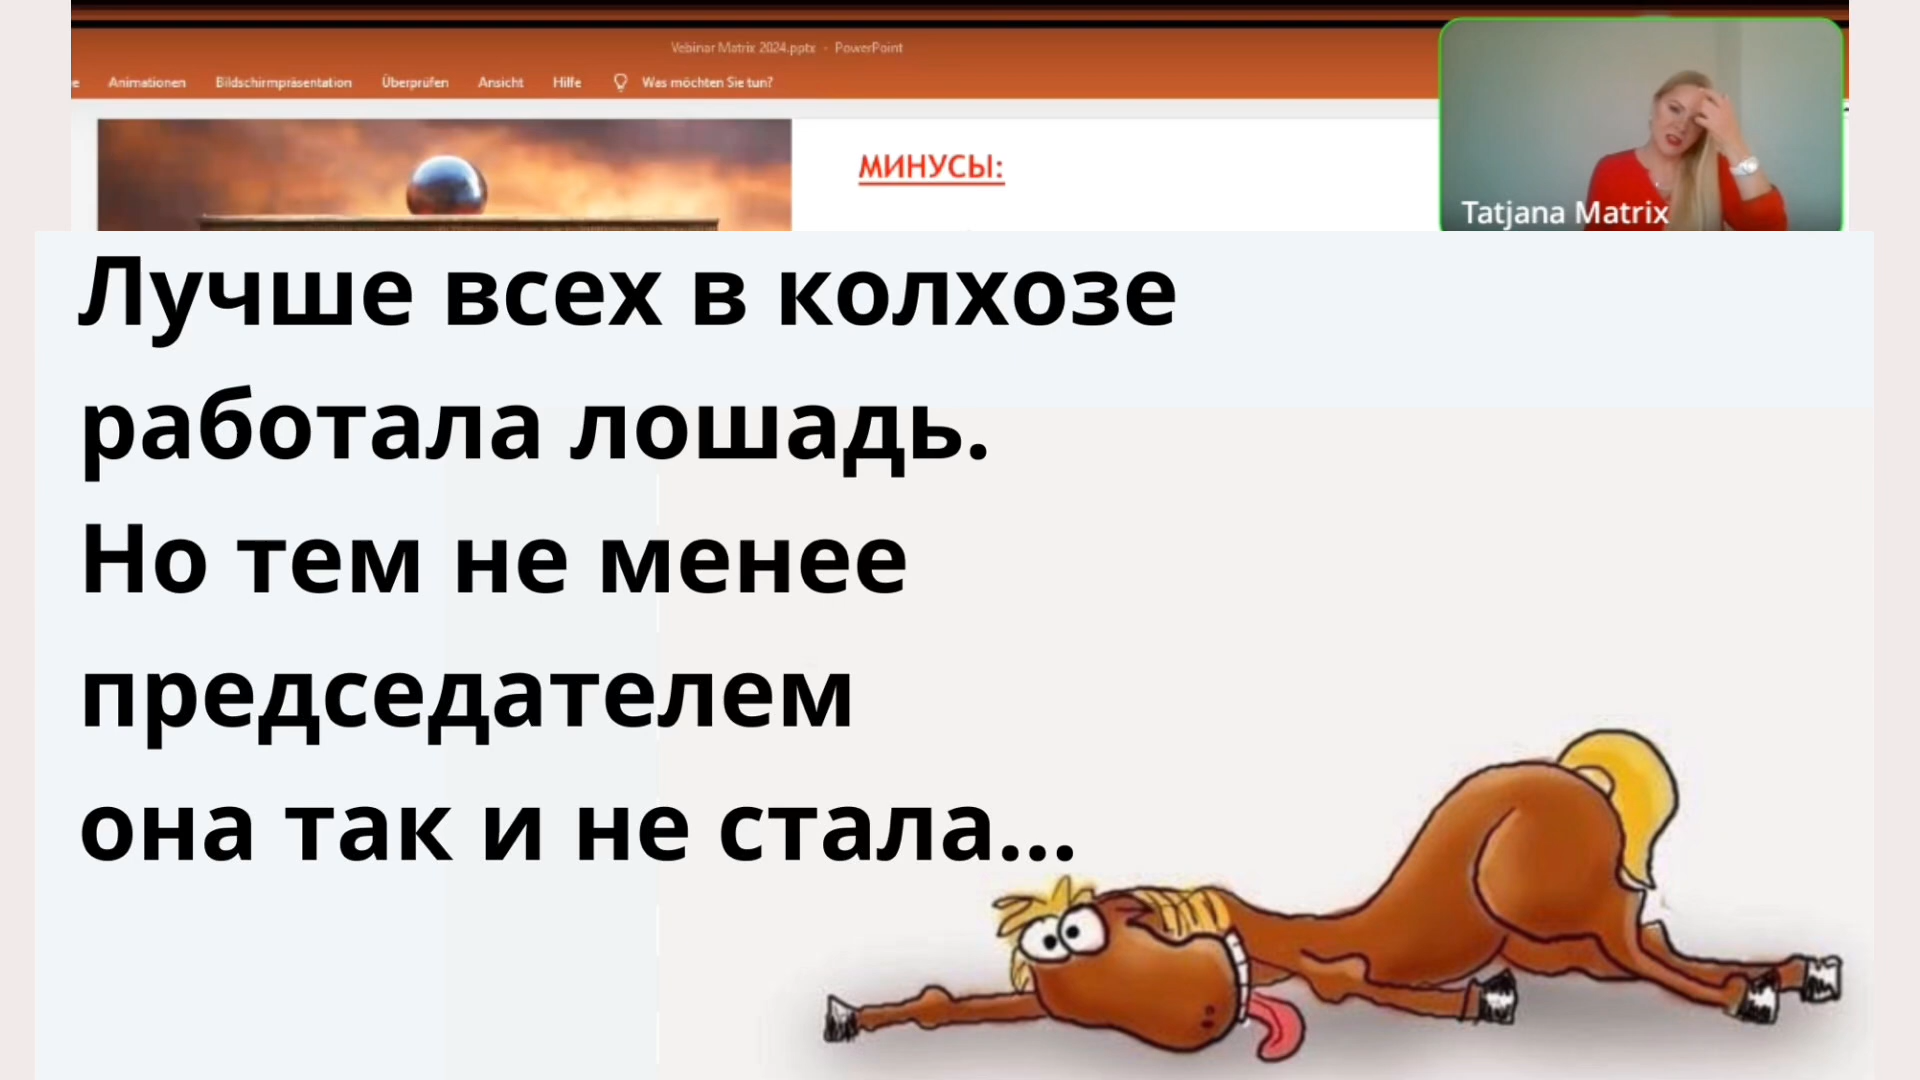 Vebinar Matrix 2024.pptx - PowerPoint
Animationen Bildschirmpräsentation Überprüfen Ansicht Hilfe Was möchten Sie tun?
МИНУСЫ:
Tatjana Matrix
Лучше всех в колхозе
работала лошадь.
Но тем не менее
председателем
она так и не стала...